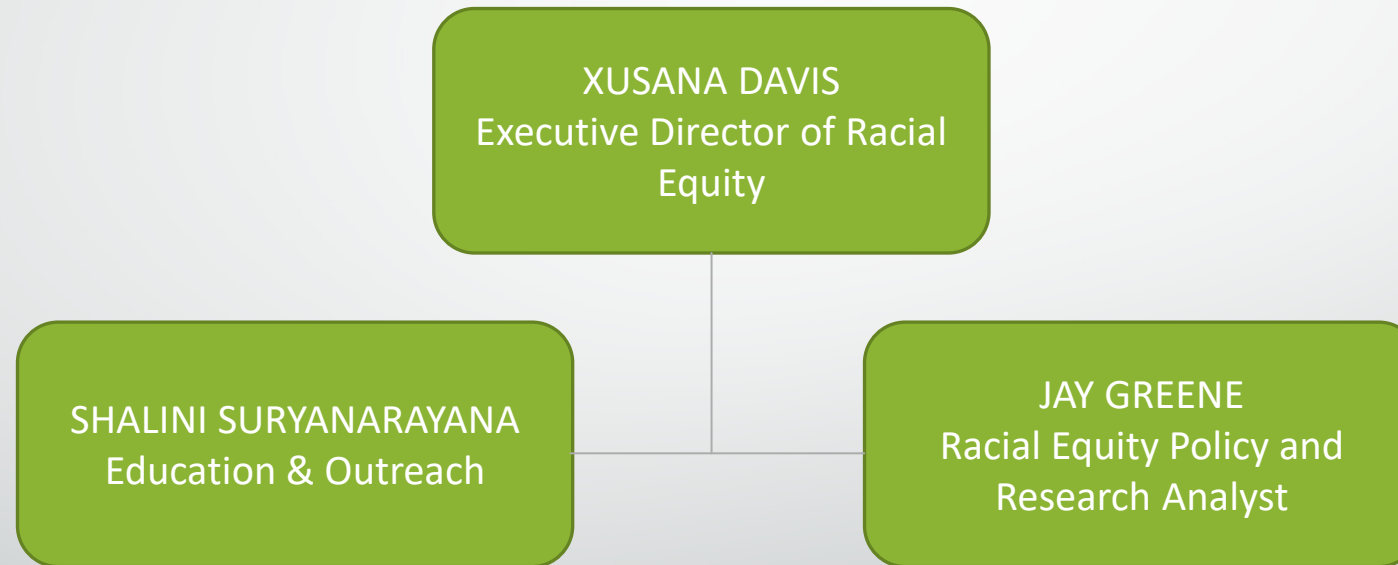 XUSANA DAVIS
Executive Director of Racial
Equity
SHALINI SURYANARAYANA
Education & Outreach
JAY GREENE
Racial Equity Policy and
Research Analyst